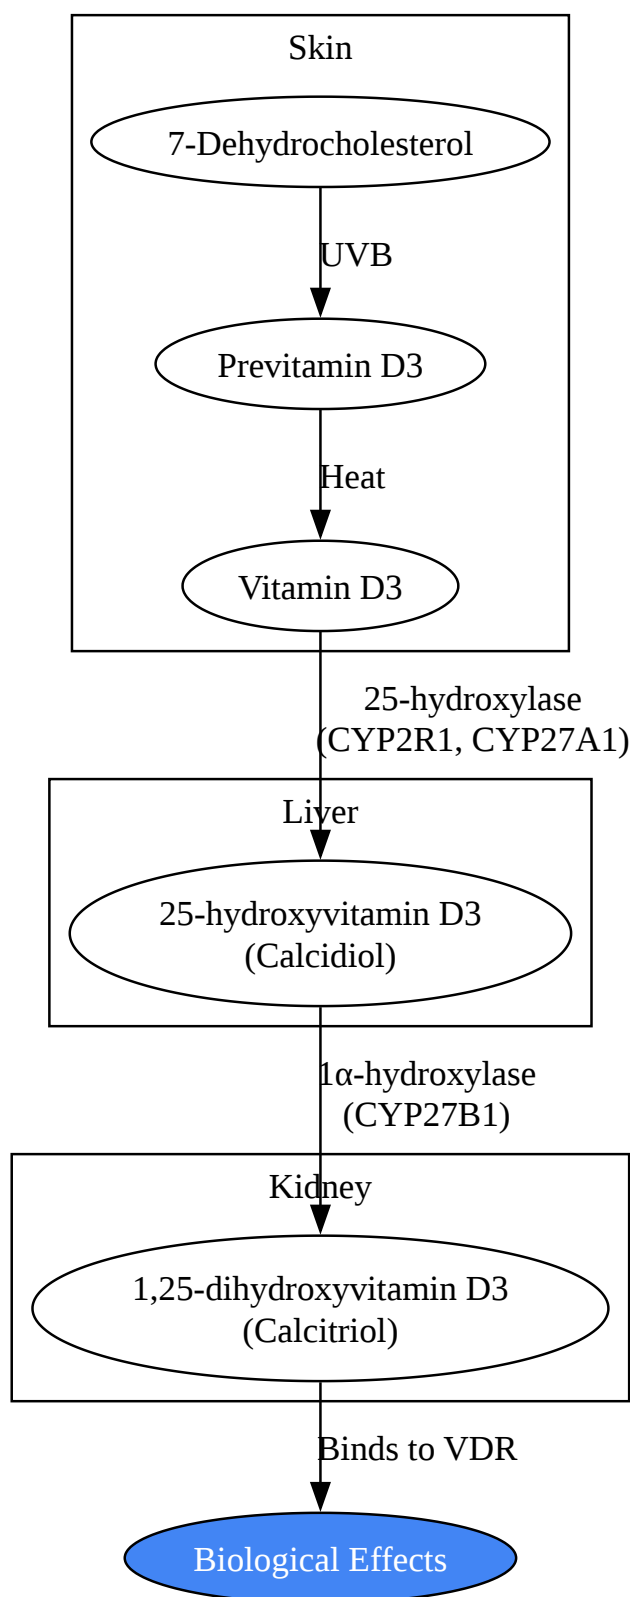 Skin
7-Dehydrocholesterol
UVB
Previtamin D3
Heat
Vitamin D3
25-hydroxylase
(CYP2R1, CYP27A1)
Liver
25-hydroxyvitamin D3
(Calcidiol)
1α-hydroxylase
(CYP27B1)
Kidney
1,25-dihydroxyvitamin D3
(Calcitriol)
Binds to VDR
Biological Effects